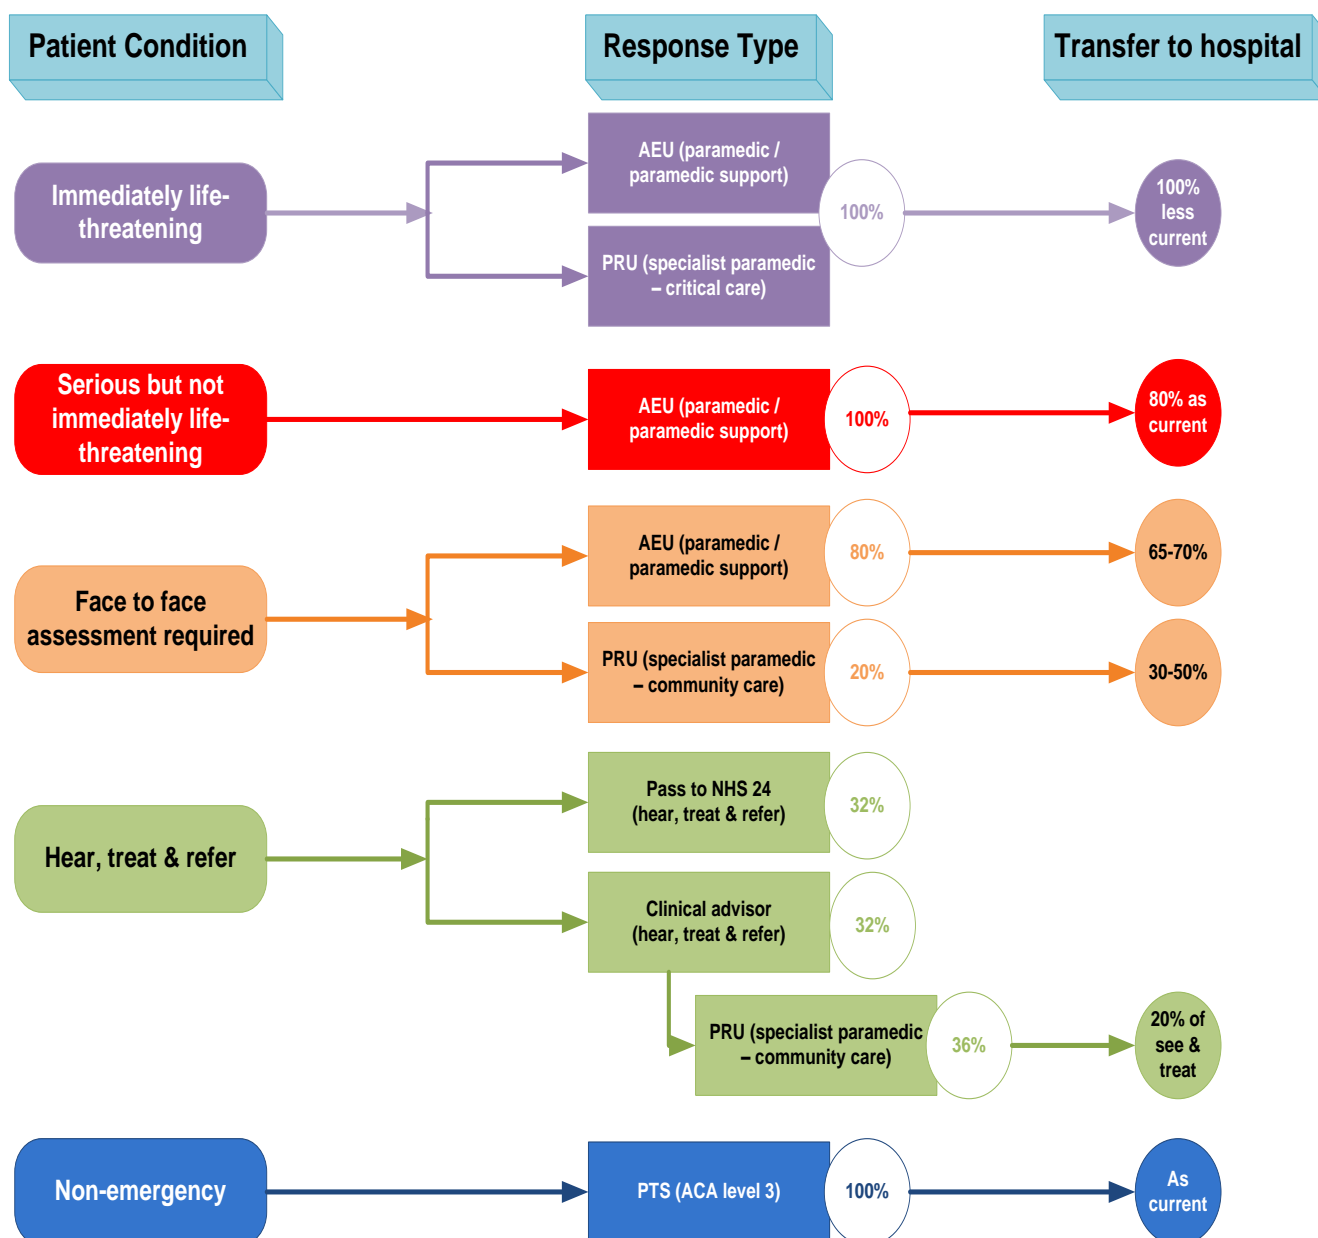 Patient Condition
Response Type
Transfer to hospital
Immediately life-
threatening
AEU (paramedic /
paramedic support)
PRU (specialist paramedic
– critical care)
100%
100%
less
current
Serious but not
immediately life-
threatening
AEU (paramedic /
paramedic support)
100%
80% as
current
Face to face
assessment required
AEU (paramedic /
paramedic support)
80%
65-70%
PRU (specialist paramedic
– community care)
20%
30-50%
Hear, treat & refer
Pass to NHS 24
(hear, treat & refer)
32%
Clinical advisor
(hear, treat & refer)
32%
PRU (specialist paramedic
– community care)
36%
20% of
see &
treat
Non-emergency
PTS (ACA level 3)
100%
As
current